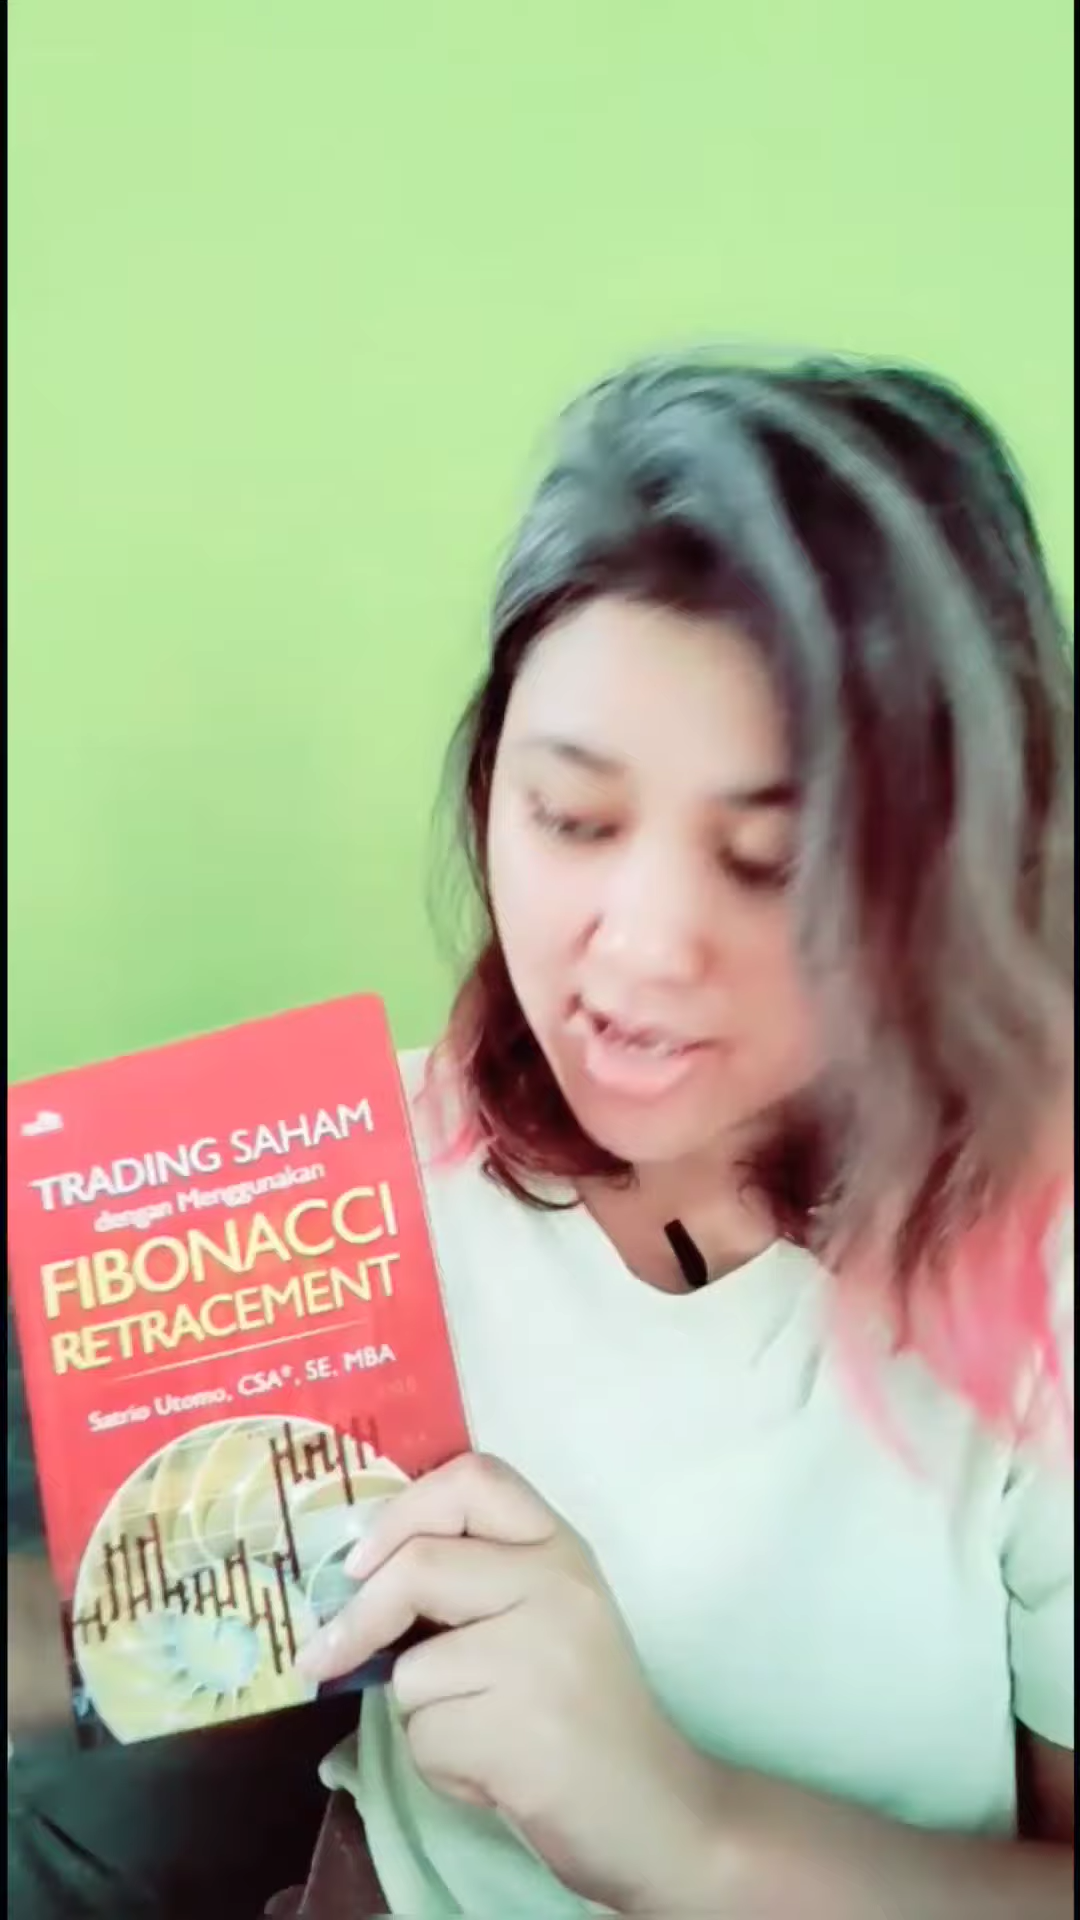 TRADING SAHAM
dengan Menggunakan
FIBONACCI
RETRACEMENT
Satrio Utomo, CSA®, SE, MBA